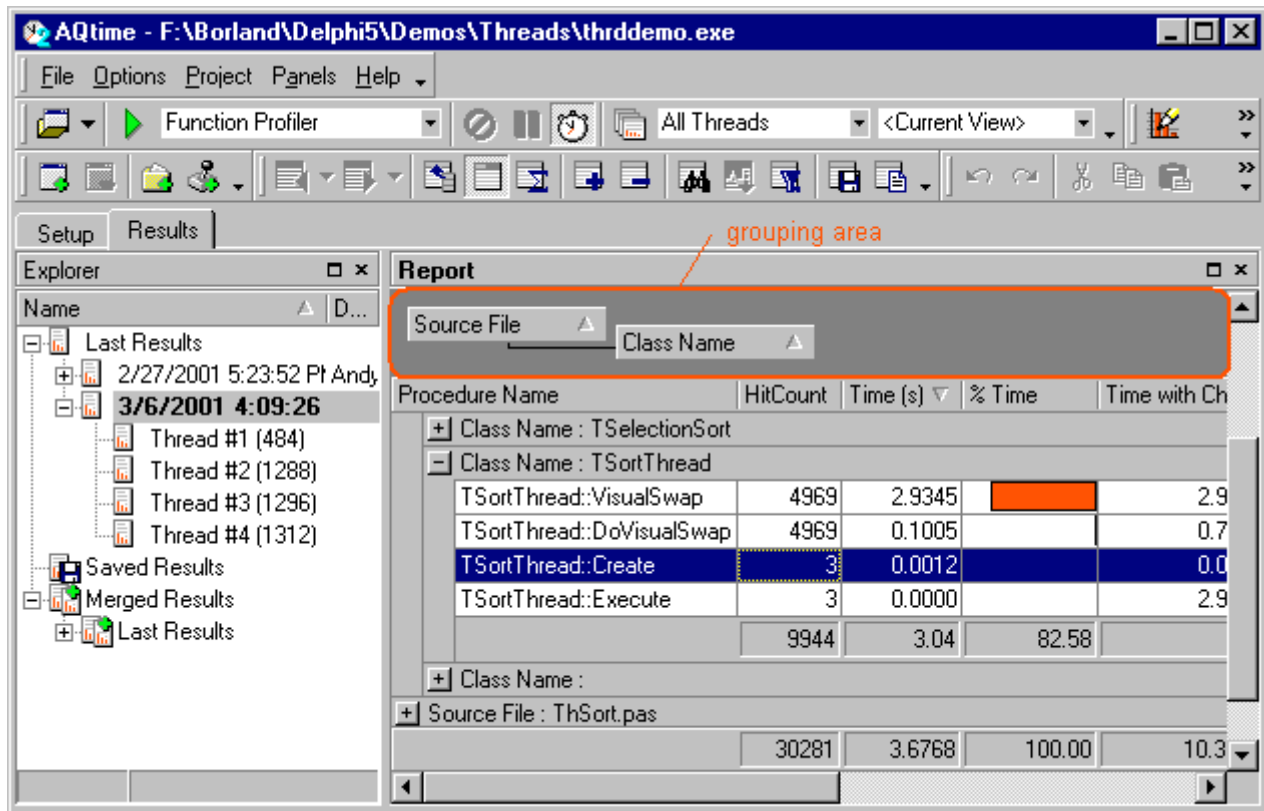 AQtime - F:\Borland\Delphi5\Demos\Threads\thrddemo.exe
File Options Project Panels Help
Function Profiler All Threads <Current View>
Setup Results
grouping area
Explorer
Name D...
Last Results
2/27/2001 5:23:52 PM Andy
3/6/2001 4:09:26
Thread #1 (484)
Thread #2 (1288)
Thread #3 (1296)
Thread #4 (1312)
Saved Results
Merged Results
Last Results
Report
Source File
Class Name
Procedure Name HitCount Time (s) % Time Time with Ch
Class Name : TSelectionSort
Class Name : TSortThread
TSortThread::VisualSwap 4969 2.9345 2.9
TSortThread::DoVisualSwap 4969 0.1005 0.7
TSortThread::Create 3 0.0012 0.0
TSortThread::Execute 3 0.0000 2.9
9944 3.04 82.58
Class Name :
Source File : ThSort.pas
30281 3.6768 100.00 10.3